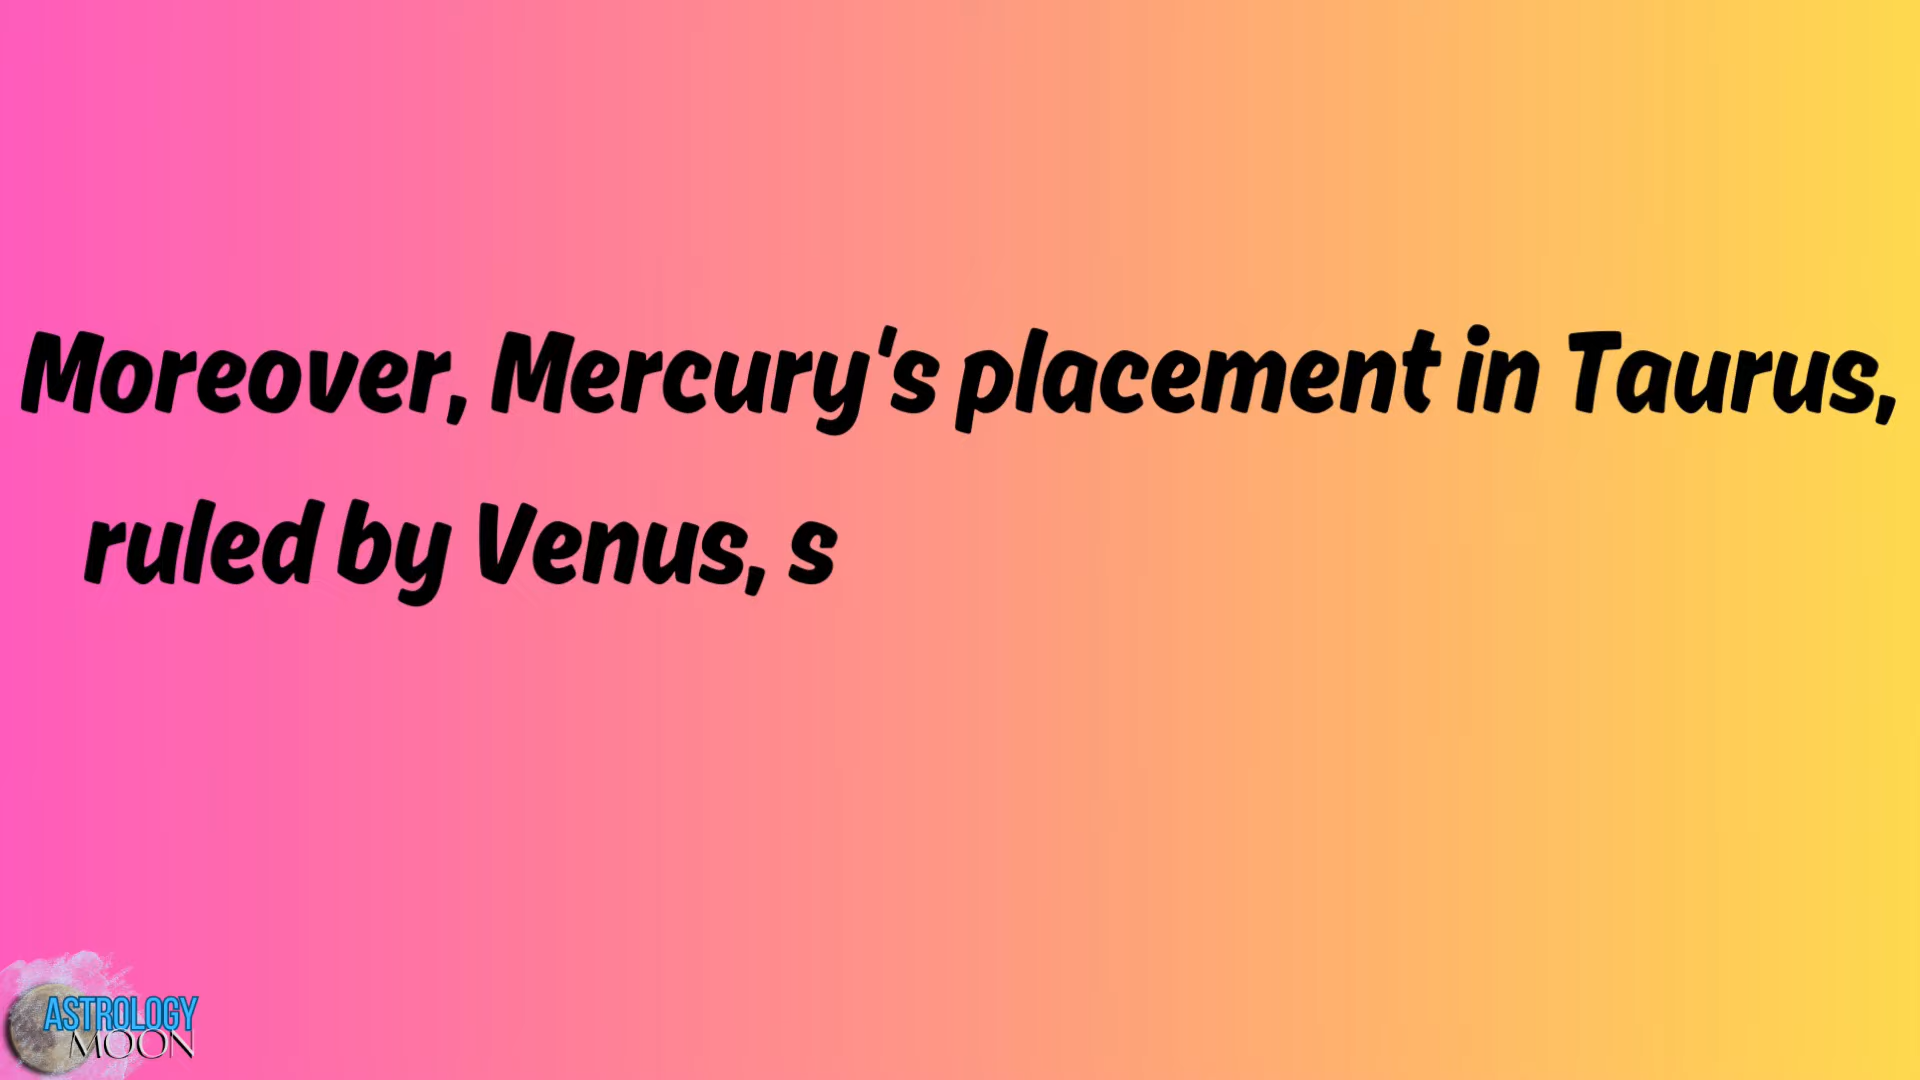 Moreover, Mercury's placement in Taurus,
ruled by Venus, s
ASTROLOGY
MOON